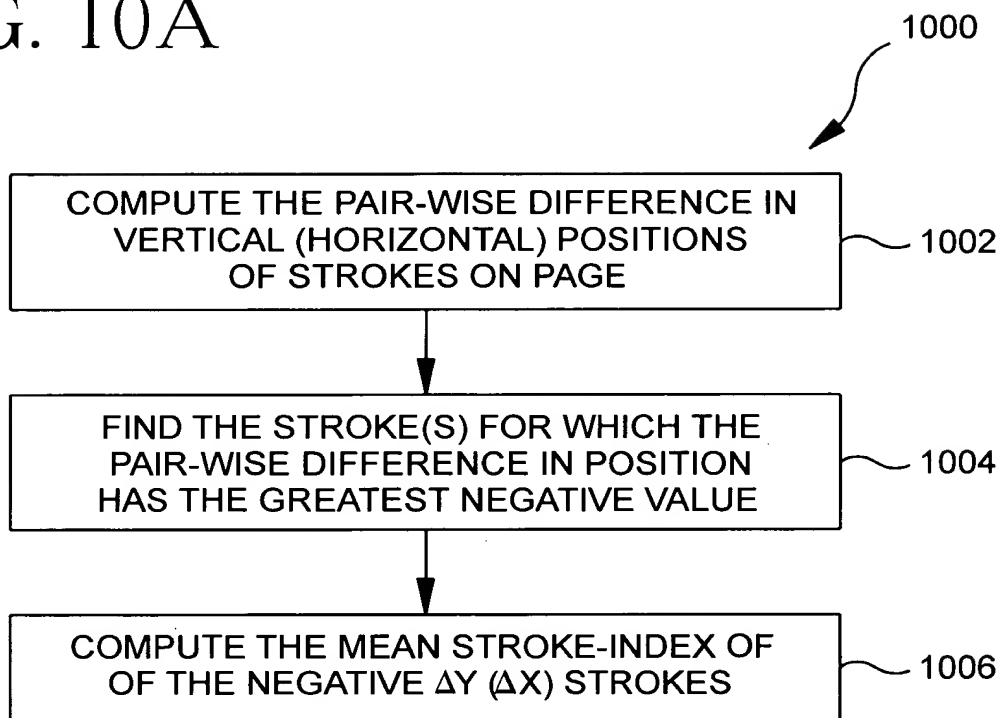 G. 10A
1000
COMPUTE THE PAIR-WISE DIFFERENCE IN
VERTICAL (HORIZONTAL) POSITIONS
OF STROKES ON PAGE
1002
FIND THE STROKE(S) FOR WHICH THE
PAIR-WISE DIFFERENCE IN POSITION
HAS THE GREATEST NEGATIVE VALUE
1004
COMPUTE THE MEAN STROKE-INDEX OF
OF THE NEGATIVE ΔY (ΔX) STROKES
1006